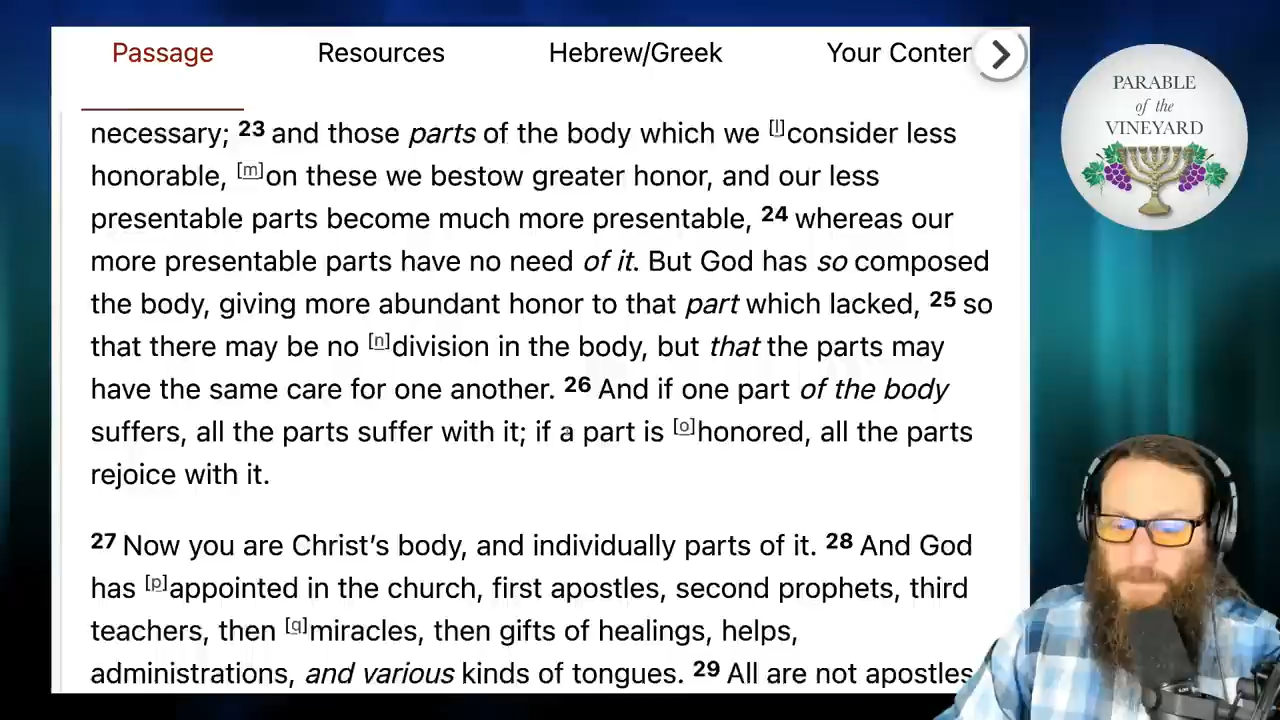 Passage
Resources
Hebrew/Greek
Your Conten
necessary; 23 and those parts of the body which we [l]consider less
honorable, [m]on these we bestow greater honor, and our less
presentable parts become much more presentable, 24 whereas our
more presentable parts have no need of it. But God has so composed
the body, giving more abundant honor to that part which lacked, 25 so
that there may be no [n]division in the body, but that the parts may
have the same care for one another. 26 And if one part of the body
suffers, all the parts suffer with it; if a part is [o]honored, all the parts
rejoice with it.
27 Now you are Christ's body, and individually parts of it. 28 And God
has [p]appointed in the church, first apostles, second prophets, third
teachers, then [q]miracles, then gifts of healings, helps,
administrations, and various kinds of tongues. 29 All are not apostles
PARABLE
of the
VINEYARD